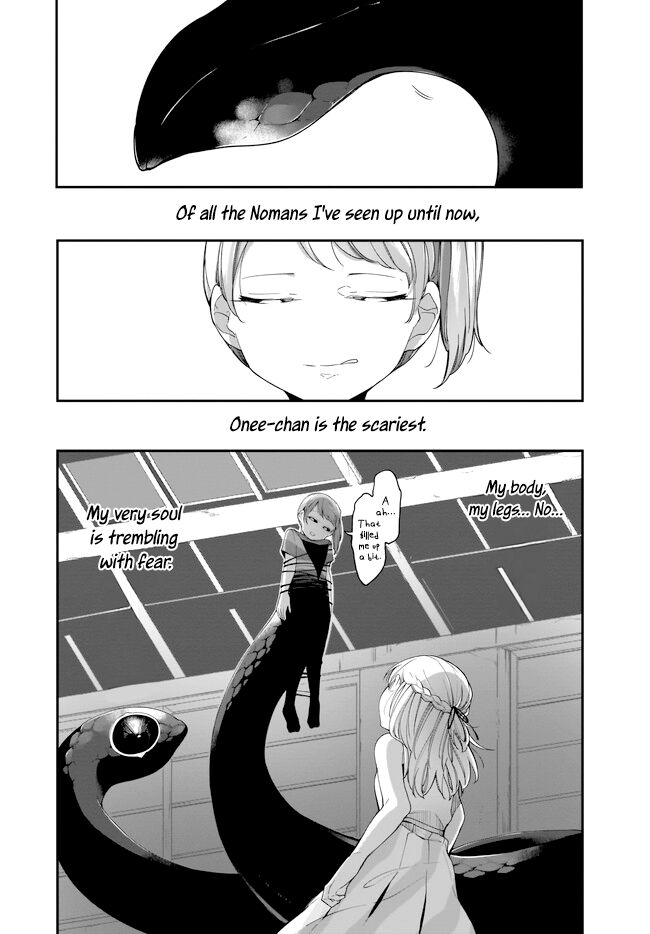 Of all the Nomans I've seen up until now,
Onee-chan is the scariest.
My body,
my legs... No...
A
ah...
That
filled
me up
a bit.
My very soul
is trembling
with fear.